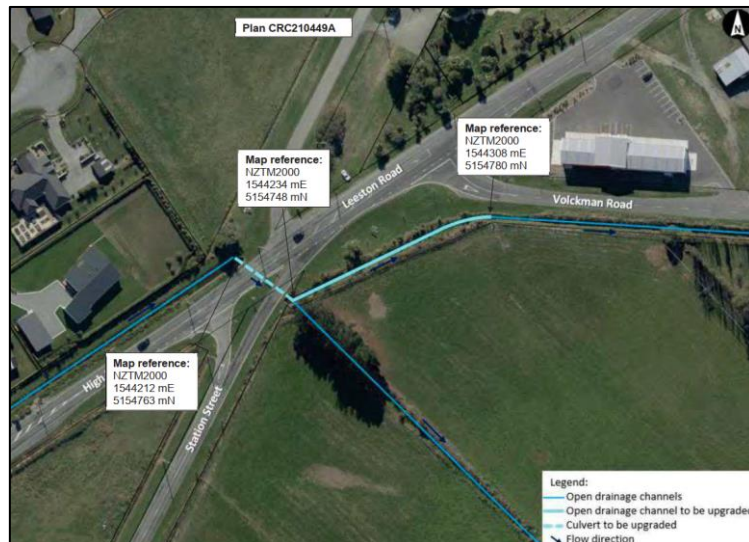 Plan CRC210449A
N
Map reference:
NZTM2000
1544308 mE
5154780 mN
Map reference:
NZTM2000
1544234 mE
5154748 mN
Leeston Road
Volckman Road
Map reference:
NZTM2000
1544212 mE
5154763 mN
High
Station Street
Legend:
Open drainage channels
Open drainage channel to be upgraded
Culvert to be upgraded
Flow direction